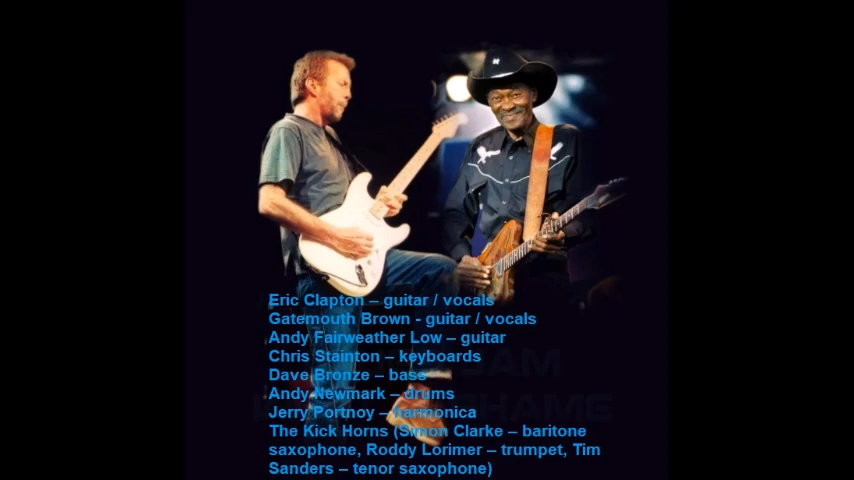 Eric Clapton – guitar / vocals
Gatemouth Brown - guitar / vocals
Andy Fairweather Low – guitar
Chris Stainton – keyboards
Dave Bronze – bass
Andy Newmark – drums
Jerry Portnoy – harmonica
The Kick Horns (Simon Clarke – baritone
saxophone, Roddy Lorimer – trumpet, Tim
Sanders – tenor saxophone)